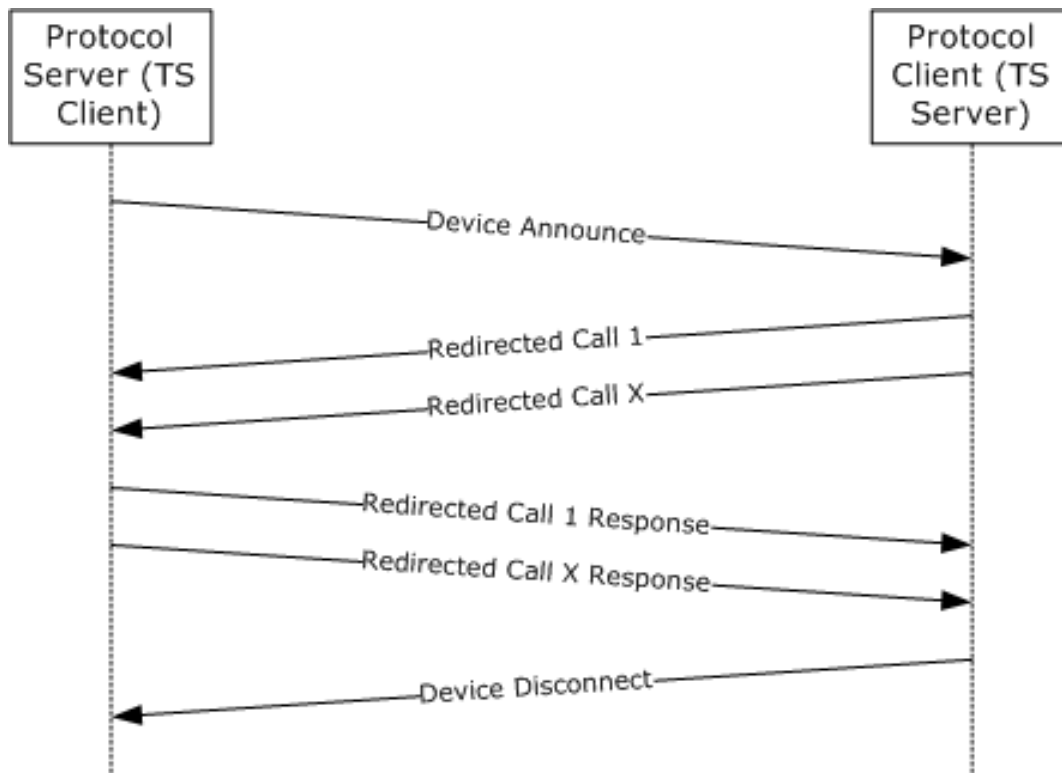 Protocol
Server (TS
Client)
Protocol
Client (TS
Server)
Device Announce
Redirected Call 1
Redirected Call X
Redirected Call 1 Response
Redirected Call X Response
Device Disconnect